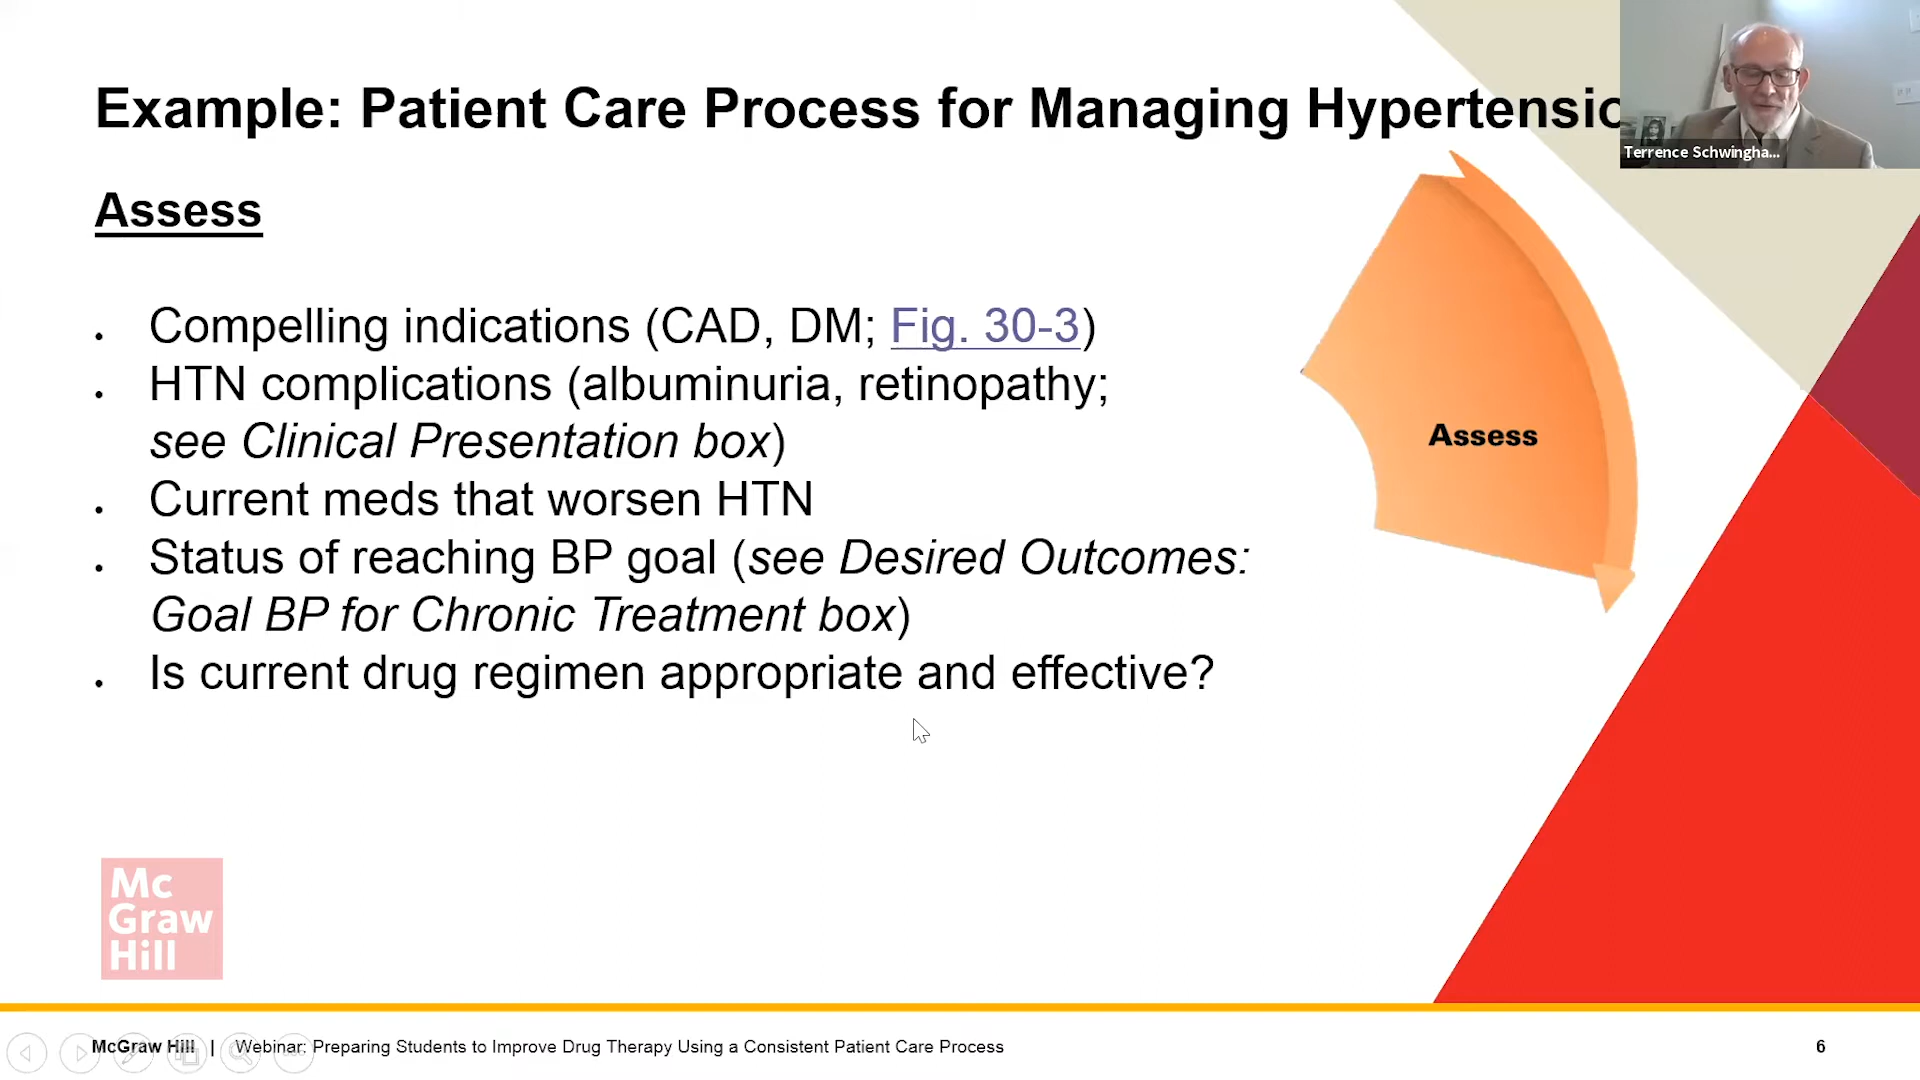 Example: Patient Care Process for Managing Hypertensio
Terrence Schwingha...
Assess
• Compelling indications (CAD, DM; Fig. 30-3)
• HTN complications (albuminuria, retinopathy;
see Clinical Presentation box)
• Current meds that worsen HTN
• Status of reaching BP goal (see Desired Outcomes:
Goal BP for Chronic Treatment box)
• Is current drug regimen appropriate and effective?
Assess
Mc
Graw
Hill
McGraw Hill | Webinar: Preparing Students to Improve Drug Therapy Using a Consistent Patient Care Process
6